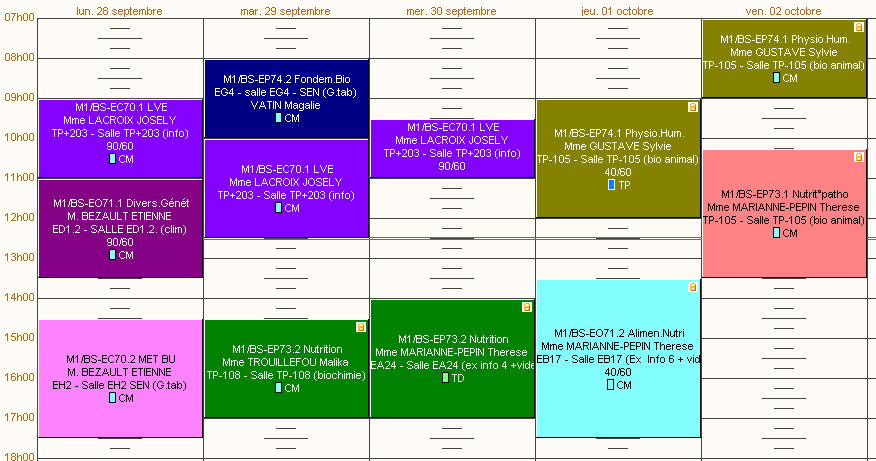 lun. 28 septembre
mar. 29 septembre
mer. 30 septembre
jeu. 01 octobre
ven. 02 octobre
07h00
08h00
09h00
10h00
11h00
12h00
13h00
14h00
15h00
16h00
17h00
18h00
M1/BS-EC70.1 LVE
Mme LACROIX JOSELY
TP+203 - Salle TP+203 (info)
90/60
CM
M1/BS-EO71.1 Divers.Génét
M. BEZAULT ETIENNE
ED1.2 - SALLE ED1.2. (clim)
90/60
CM
M1/BS-EC70.2 MET BU
M. BEZAULT ETIENNE
EH2 - Salle EH2 SEN (G.tab)
CM
M1/BS-EP74.2 Fondem.Bio
EG4 - salle EG4 - SEN (G.tab)
VATIN Magalie
CM
M1/BS-EC70.1 LVE
Mme LACROIX JOSELY
TP+203 - Salle TP+203 (info)
CM
M1/BS-EP73.2 Nutrition
Mme TROUILLEFOU Malika
TP-108 - Salle TP-108 (biochimie)
CM
M1/BS-EC70.1 LVE
Mme LACROIX JOSELY
TP+203 - Salle TP+203 (info)
90/60
M1/BS-EP73.2 Nutrition
Mme MARIANNE-PEPIN Therese
EA24 - Salle EA24 (ex info 4 +vide
TD
M1/BS-EP74.1 Physio.Hum.
Mme GUSTAVE Sylvie
TP-105 - Salle TP-105 (bio animal)
40/60
TP
M1/BS-EO71.2 Alimen.Nutri
Mme MARIANNE-PEPIN Therese
EB17 - Salle EB17 (Ex Info 6 + vid
40/60
CM
M1/BS-EP74.1 Physio.Hum.
Mme GUSTAVE Sylvie
TP-105 - Salle TP-105 (bio animal)
CM
M1/BS-EP73.1 Nutrit°patho
Mme MARIANNE-PEPIN Therese
TP-105 - Salle TP-105 (bio animal)
CM